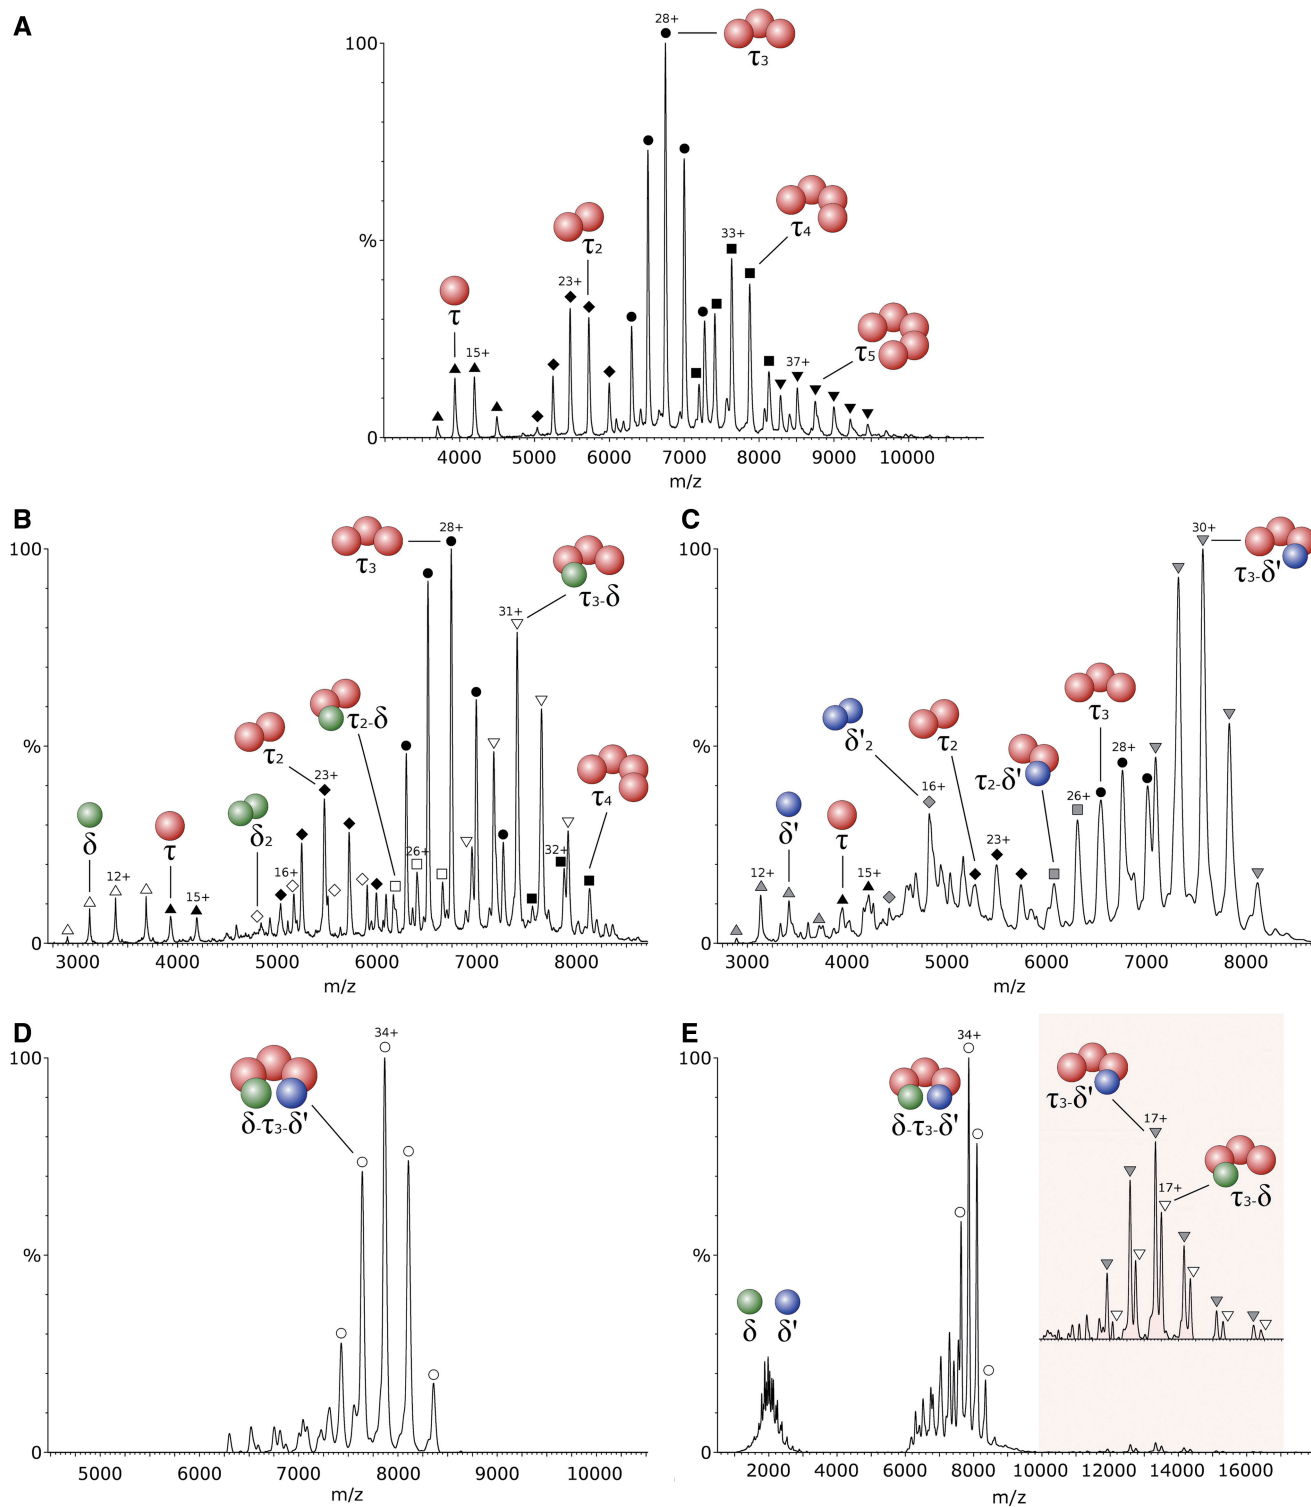 A
28+
100
τ3
%
τ
15+
23+
τ2
33+
τ4
37+
τ5
0
4000 5000 6000 7000 8000 9000 10000
m/z
B
28+
100
τ3
31+
τ3-δ
%
δ
12+
τ
15+
δ2
16+
τ2
23+
τ2-δ
26+
32+
τ4
0
3000 4000 5000 6000 7000 8000
m/z
C
30+
100
τ3-δ'
%
12+
δ'
τ
15+
δ'2
16+
τ2
23+
τ2-δ'
26+
τ3
28+
0
3000 4000 5000 6000 7000 8000
m/z
D
34+
100
δ-τ3-δ'
%
0
5000 6000 7000 8000 9000 10000
m/z
E
34+
100
δ-τ3-δ'
τ3-δ'
17+
17+
τ3-δ
%
δ δ'
0
2000 4000 6000 8000 10000 12000 14000 16000
m/z